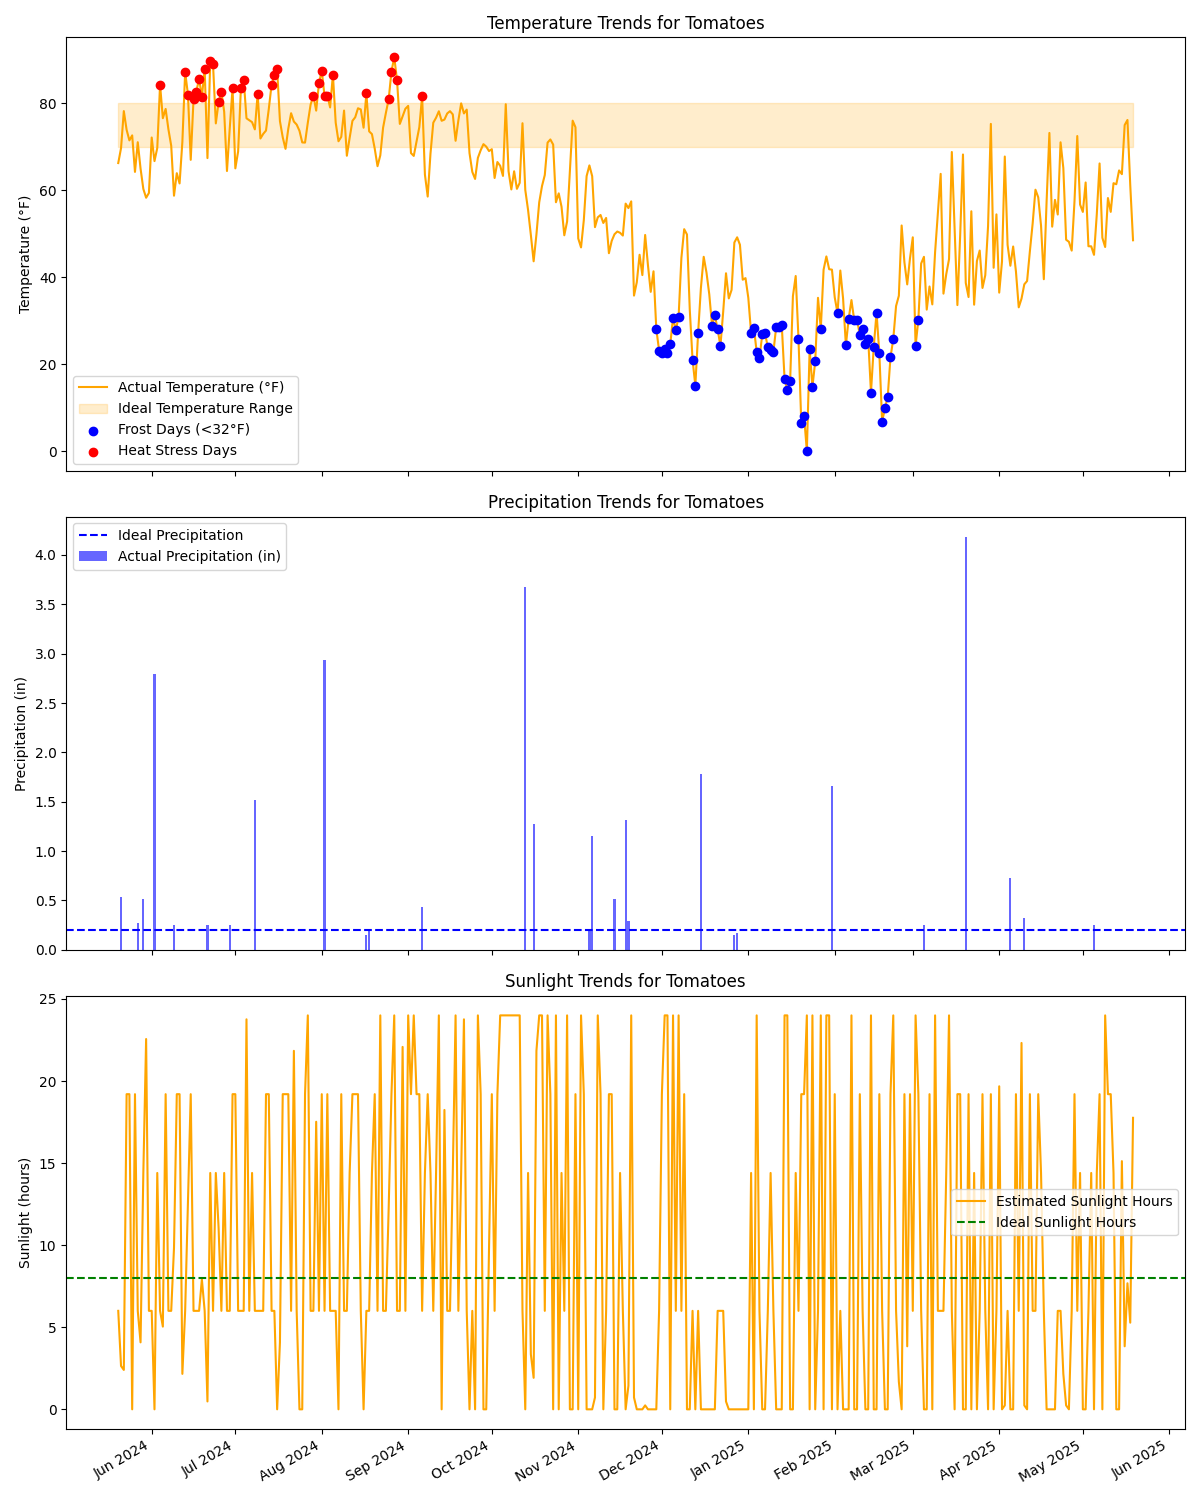 Temperature Trends for Tomatoes
Temperature (°F)
80
60
40
20
0
Actual Temperature (°F)
Ideal Temperature Range
Frost Days (<32°F)
Heat Stress Days
Precipitation Trends for Tomatoes
Precipitation (in)
4.0
3.5
3.0
2.5
2.0
1.5
1.0
0.5
0.0
Ideal Precipitation
Actual Precipitation (in)
Sunlight Trends for Tomatoes
Sunlight (hours)
25
20
15
10
5
0
Estimated Sunlight Hours
Ideal Sunlight Hours
Jun 2024
Jul 2024
Aug 2024
Sep 2024
Oct 2024
Nov 2024
Dec 2024
Jan 2025
Feb 2025
Mar 2025
Apr 2025
May 2025
Jun 2025